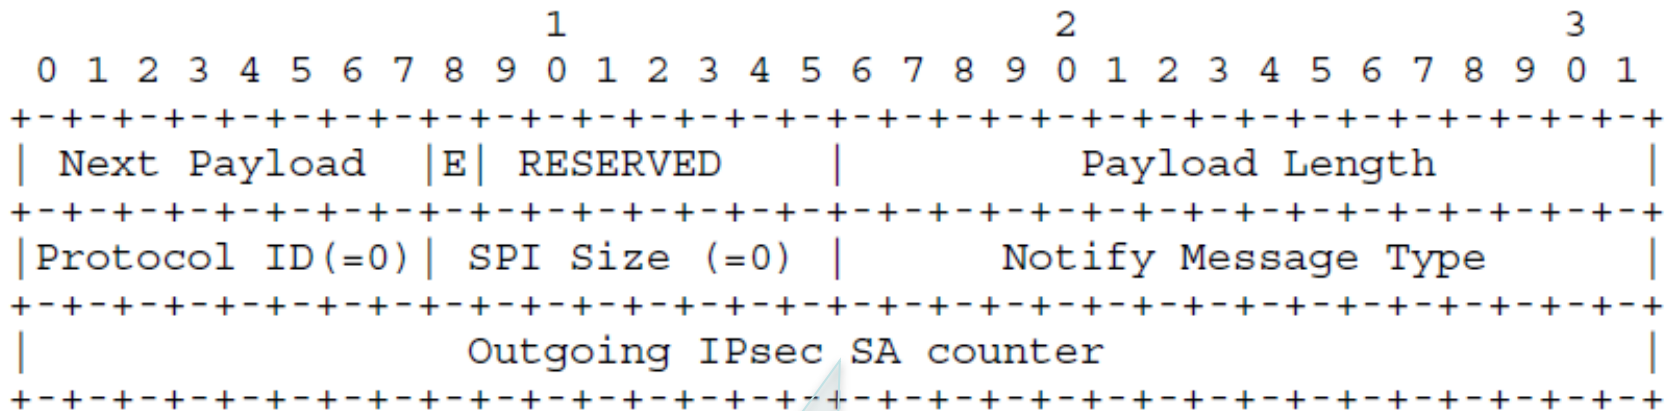 1                   2                   3
 0 1 2 3 4 5 6 7 8 9 0 1 2 3 4 5 6 7 8 9 0 1 2 3 4 5 6 7 8 9 0 1
+-+-+-+-+-+-+-+-+-+-+-+-+-+-+-+-+-+-+-+-+-+-+-+-+-+-+-+-+-+-+-+-+
| Next Payload  |E| RESERVED    |         Payload Length        |
+-+-+-+-+-+-+-+-+-+-+-+-+-+-+-+-+-+-+-+-+-+-+-+-+-+-+-+-+-+-+-+-+
|Protocol ID(=0)| SPI Size (=0) |      Notify Message Type      |
+-+-+-+-+-+-+-+-+-+-+-+-+-+-+-+-+-+-+-+-+-+-+-+-+-+-+-+-+-+-+-+-+
|                 Outgoing IPsec SA counter                     |
+-+-+-+-+-+-+-+-+-+-+-+-+-+-+-+-+-+-+-+-+-+-+-+-+-+-+-+-+-+-+-+-+